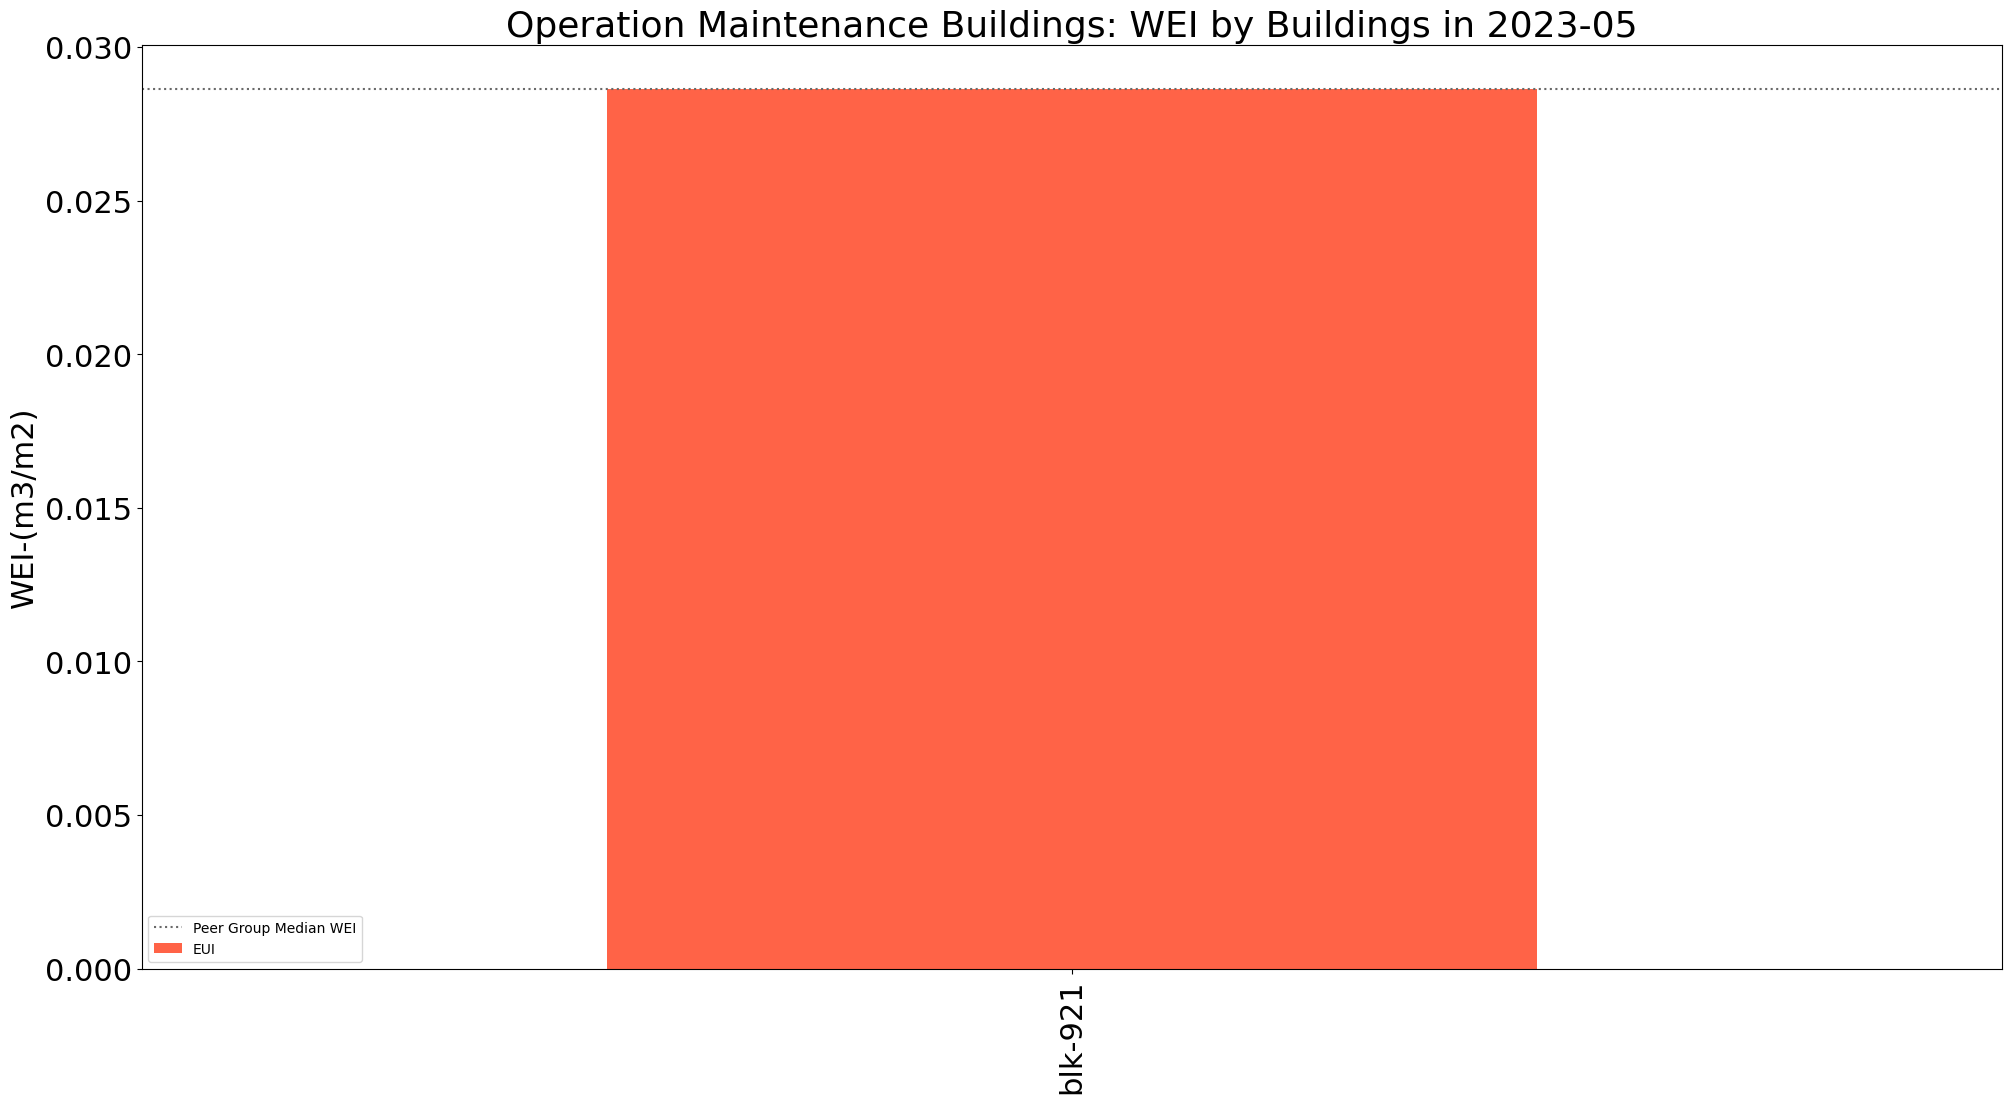 Operation Maintenance Buildings: WEI by Buildings in 2023-05
WEI-(m3/m2)
0.030
0.025
0.020
0.015
0.010
0.005
0.000
Peer Group Median WEI
EUI
blk-921